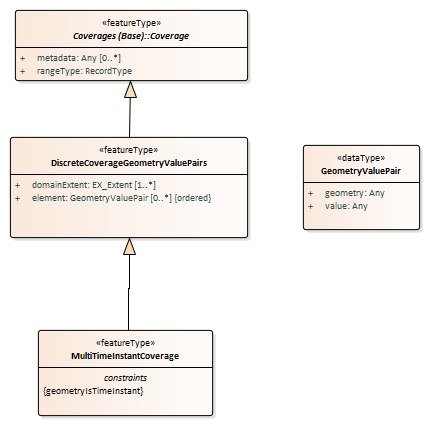 «featureType»
Coverages (Base)::Coverage
+ metadata: Any [0..*]
+ rangeType: RecordType
«featureType»
DiscreteCoverageGeometryValuePairs
+ domainExtent: EX_Extent [1..*]
+ element: GeometryValuePair [0..*] {ordered}
«dataType»
GeometryValuePair
+ geometry: Any
+ value: Any
«featureType»
MultiTimeInstantCoverage
constraints
{geometryIsTimeInstant}